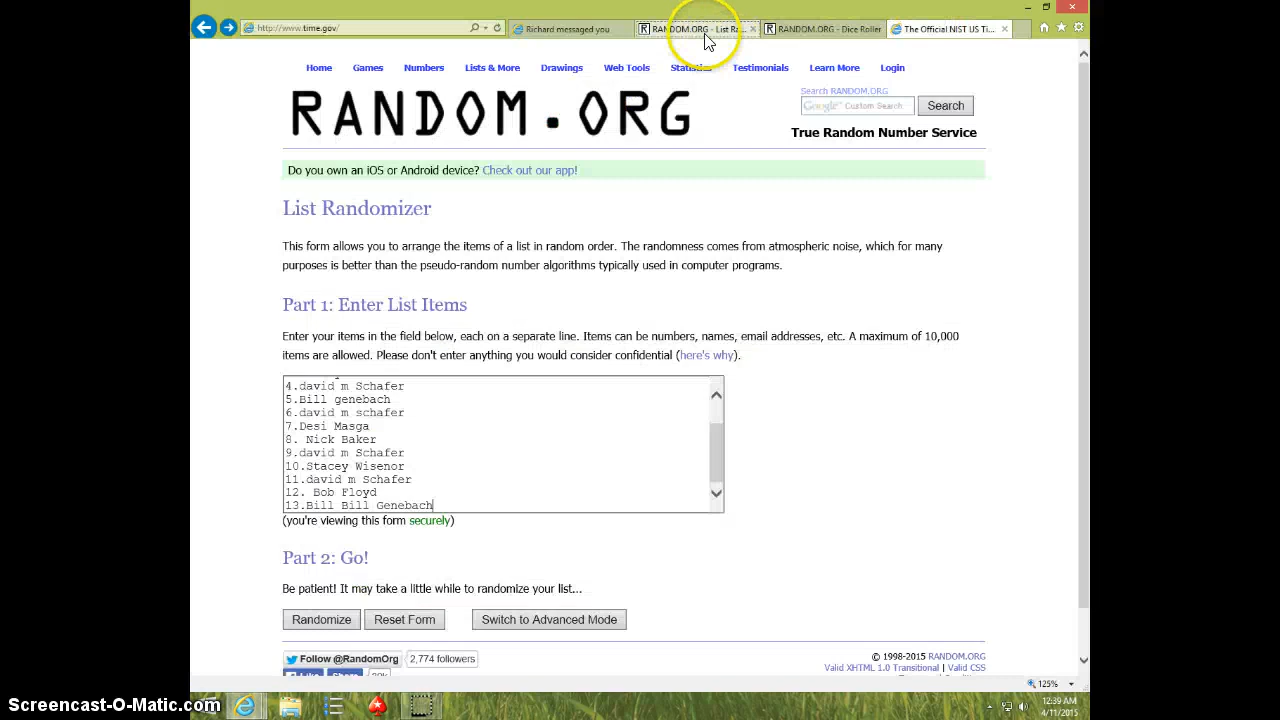 http://www.time.gov/
Richard messaged you
RANDOM.ORG - List Ra...
RANDOM.ORG - Dice Roller
The Official NIST US Ti...
Home Games Numbers Lists & More Drawings Web Tools Statistics Testimonials Learn More Login
RANDOM.ORG
Search RANDOM.ORG
Google™ Custom Search
Search
True Random Number Service
Do you own an iOS or Android device? Check out our app!
List Randomizer
This form allows you to arrange the items of a list in random order. The randomness comes from atmospheric noise, which for many
purposes is better than the pseudo-random number algorithms typically used in computer programs.
Part 1: Enter List Items
Enter your items in the field below, each on a separate line. Items can be numbers, names, email addresses, etc. A maximum of 10,000
items are allowed. Please don't enter anything you would consider confidential (here's why).
4.david m Schafer
5.Bill genebach
6.david m schafer
7.Desi Masga
8. Nick Baker
9.david m Schafer
10.Stacey Wisenor
11.david m Schafer
12. Bob Floyd
13.Bill Bill Genebach
(you're viewing this form securely)
Part 2: Go!
Be patient! It may take a little while to randomize your list...
Randomize
Reset Form
Switch to Advanced Mode
Follow @RandomOrg
2,774 followers
© 1998-2015 RANDOM.ORG
Valid XHTML 1.0 Transitional | Valid CSS
125%
12:39 AM
4/11/2015
Screencast-O-Matic.com